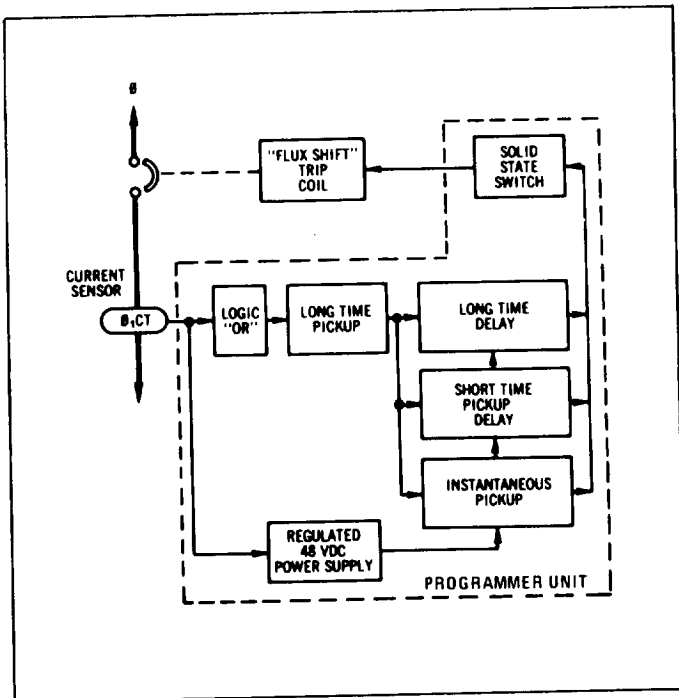 Ø
"FLUX SHIFT"
TRIP
COIL
SOLID
STATE
SWITCH
CURRENT
SENSOR
Ø₁CT
LOGIC
"OR"
LONG TIME
PICKUP
LONG TIME
DELAY
SHORT TIME
PICKUP
DELAY
INSTANTANEOUS
PICKUP
REGULATED
48 VDC
POWER SUPPLY
PROGRAMMER UNIT